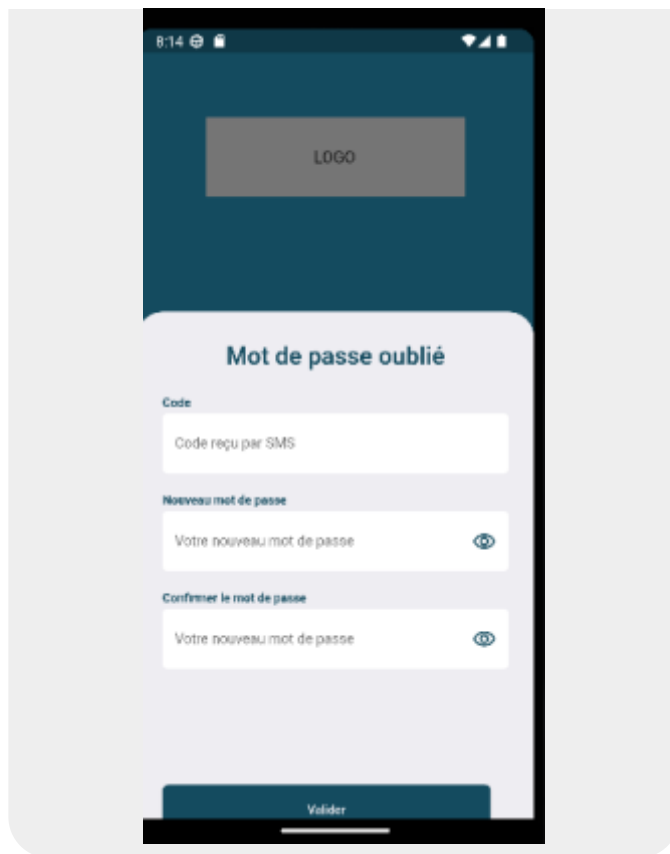 8:14
LOGO
Mot de passe oublié
Code
Code reçu par SMS
Nouveau mot de passe
Votre nouveau mot de passe
Confirmer le mot de passe
Votre nouveau mot de passe
Valider